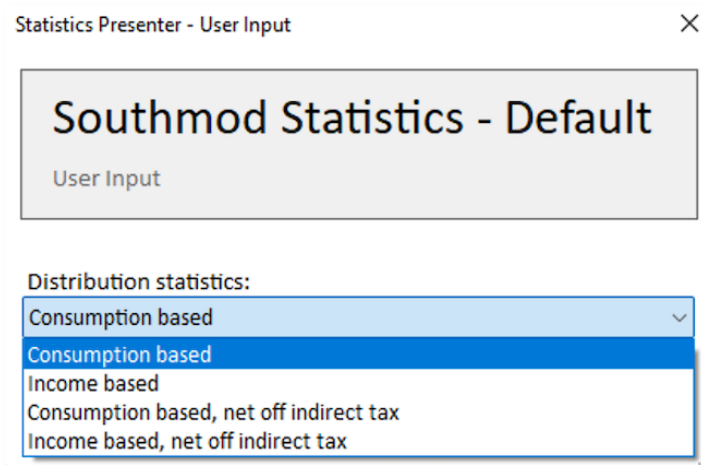 Statistics Presenter - User Input
Southmod Statistics - Default
User Input
Distribution statistics:
Consumption based
Consumption based
Income based
Consumption based, net off indirect tax
Income based, net off indirect tax